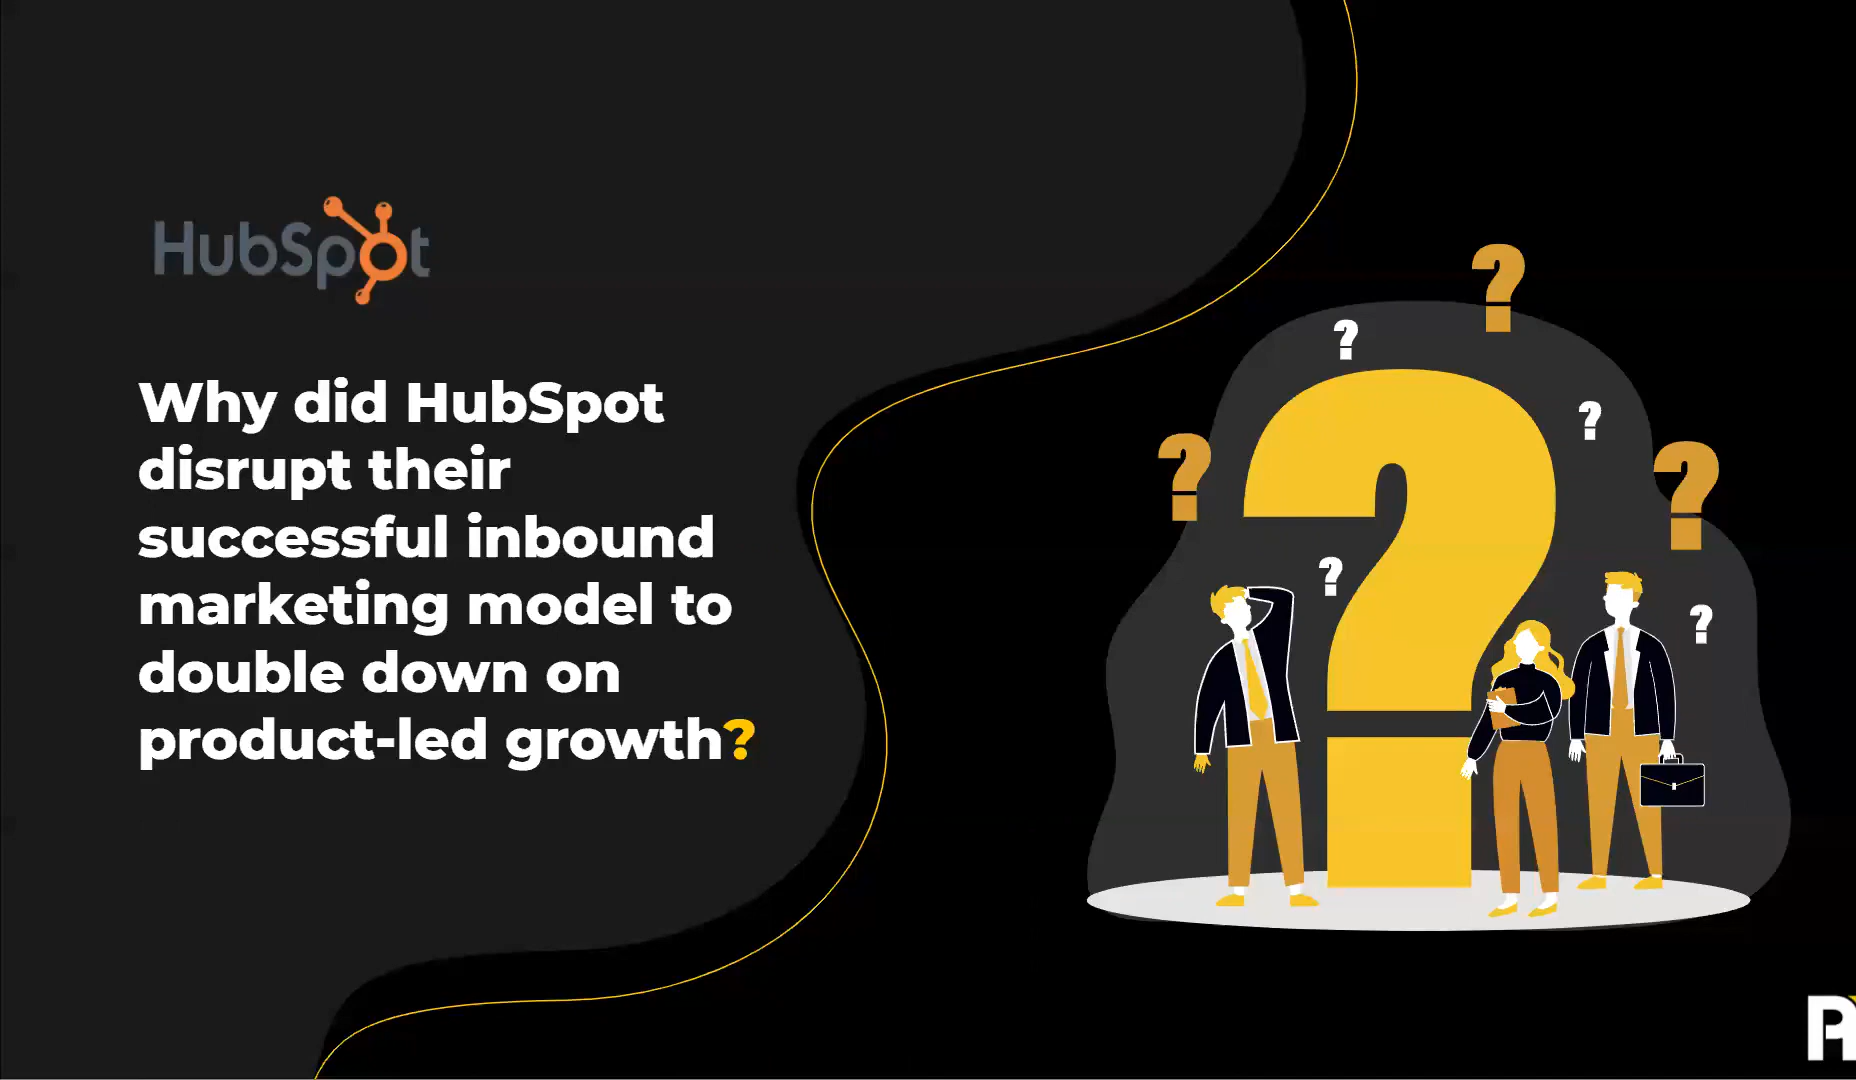 HubSpot
Why did HubSpot
disrupt their
successful inbound
marketing model to
double down on
product-led growth?
?
?
?
?
?
?
?
?